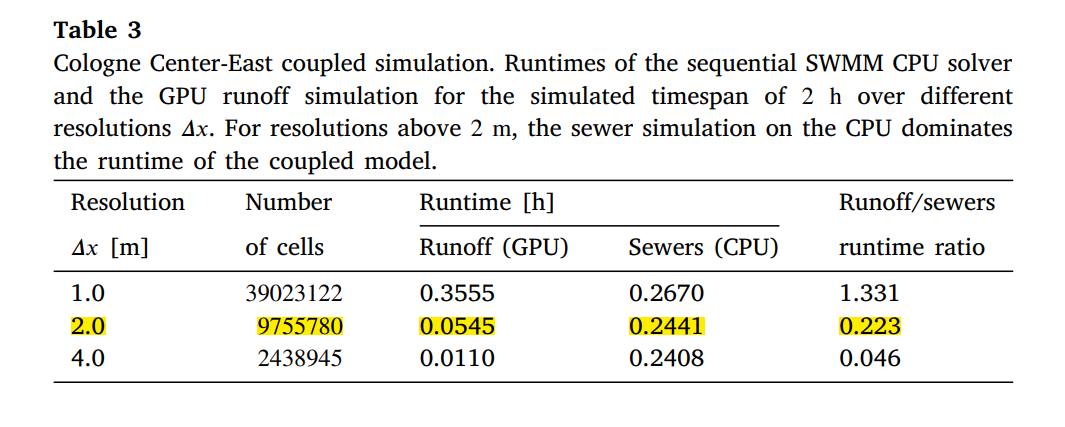 Table 3
Cologne Center-East coupled simulation. Runtimes of the sequential SWMM CPU solver
and the GPU runoff simulation for the simulated timespan of 2 h over different
resolutions Δx. For resolutions above 2 m, the sewer simulation on the CPU dominates
the runtime of the coupled model.
Resolution Number Runtime [h] Runoff/sewers
Δx [m] of cells Runoff (GPU) Sewers (CPU) runtime ratio
1.0 39023122 0.3555 0.2670 1.331
2.0 9755780 0.0545 0.2441 0.223
4.0 2438945 0.0110 0.2408 0.046